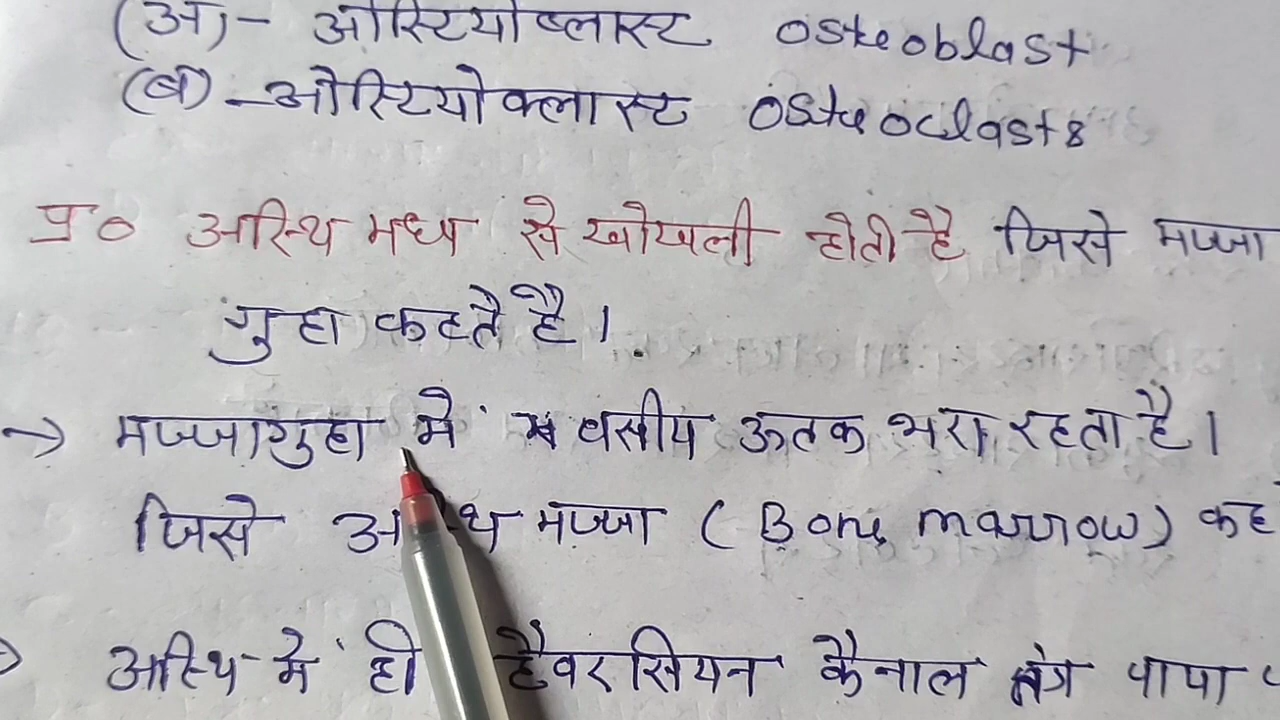 (अ)- ओस्टियोब्लास्ट osteoblast
(ब)-ओस्टियोक्लास्ट osteoclasts
प्र० अस्थि मध्य से खोखली होती है जिसे मज्जा
गुहा कहते है।
→ मज्जागुहा मे वसीय ऊतक भरा रहता है।
जिसे मज्जा (Bone marrow) कह
अस्थि मे ही हैवरसियन कैनाल तंत्र पाया